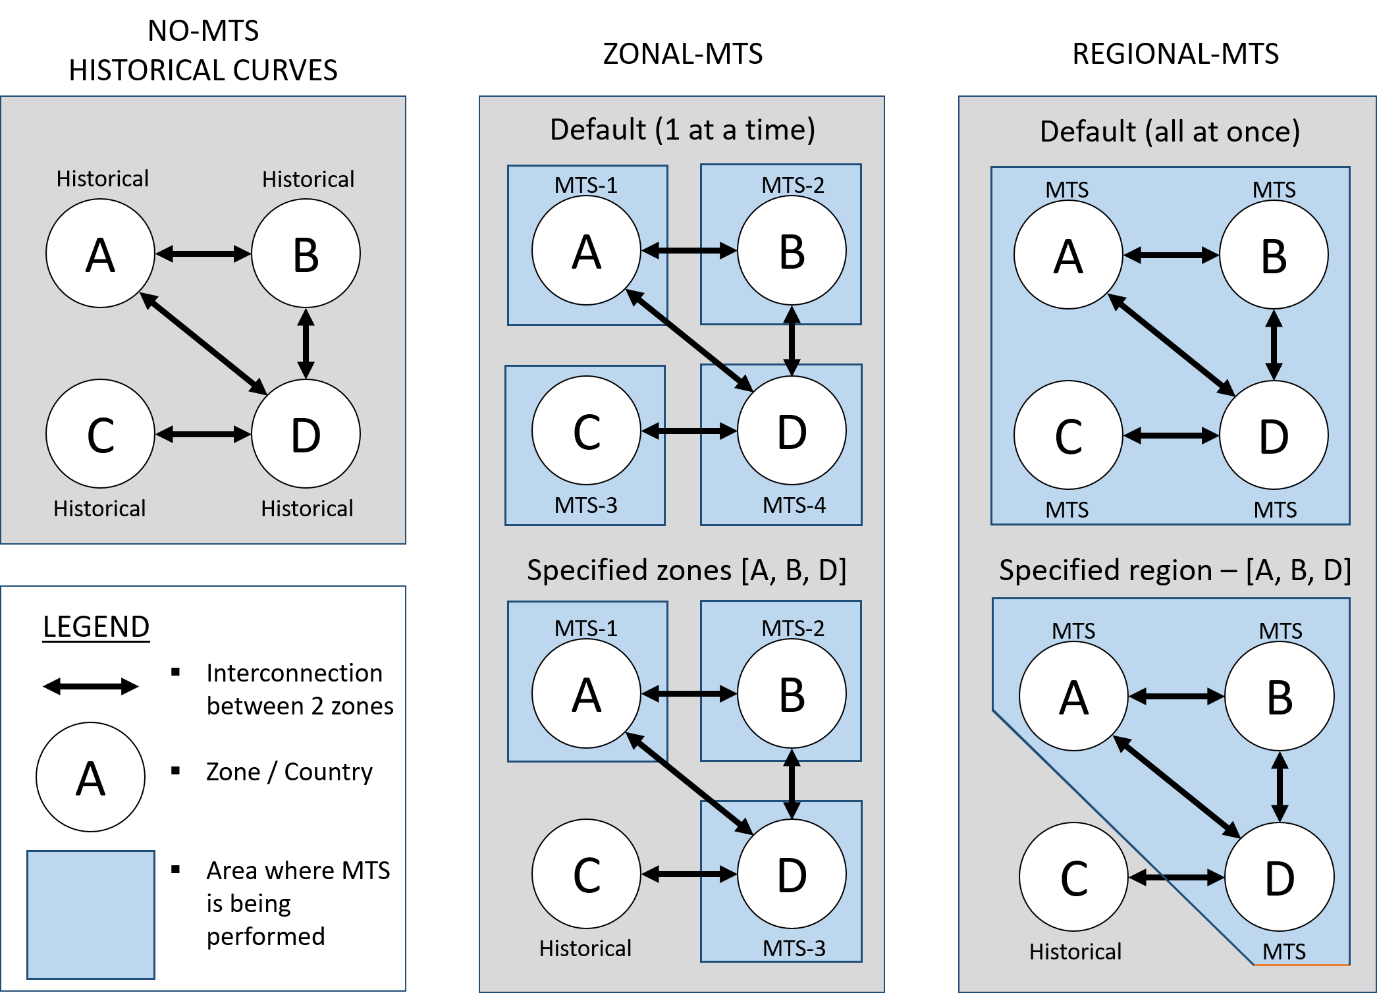 NO-MTS
HISTORICAL CURVES
Historical
Historical
A
B
C
D
Historical
Historical
LEGEND
▪ Interconnection
between 2 zones
A
▪ Zone / Country
▪ Area where MTS
is being
performed
ZONAL-MTS
Default (1 at a time)
MTS-1
MTS-2
A
B
C
D
MTS-3
MTS-4
Specified zones [A, B, D]
MTS-1
MTS-2
A
B
C
D
Historical
MTS-3
REGIONAL-MTS
Default (all at once)
MTS
MTS
A
B
C
D
MTS
MTS
Specified region – [A, B, D]
MTS
MTS
A
B
C
D
Historical
MTS